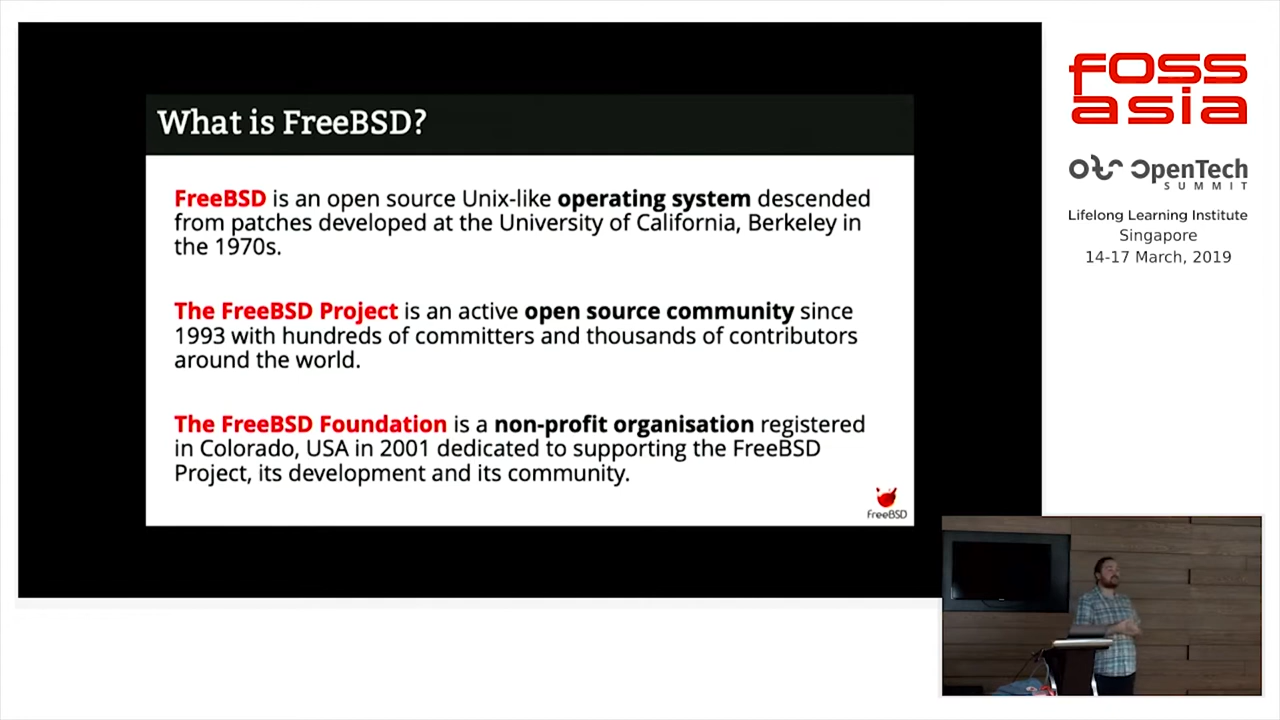 What is FreeBSD?
FreeBSD is an open source Unix-like operating system descended
from patches developed at the University of California, Berkeley in
the 1970s.
The FreeBSD Project is an active open source community since
1993 with hundreds of committers and thousands of contributors
around the world.
The FreeBSD Foundation is a non-profit organisation registered
in Colorado, USA in 2001 dedicated to supporting the FreeBSD
Project, its development and its community.
FreeBSD
foss
asia
OpenTech
SUMMIT
Lifelong Learning Institute
Singapore
14-17 March, 2019